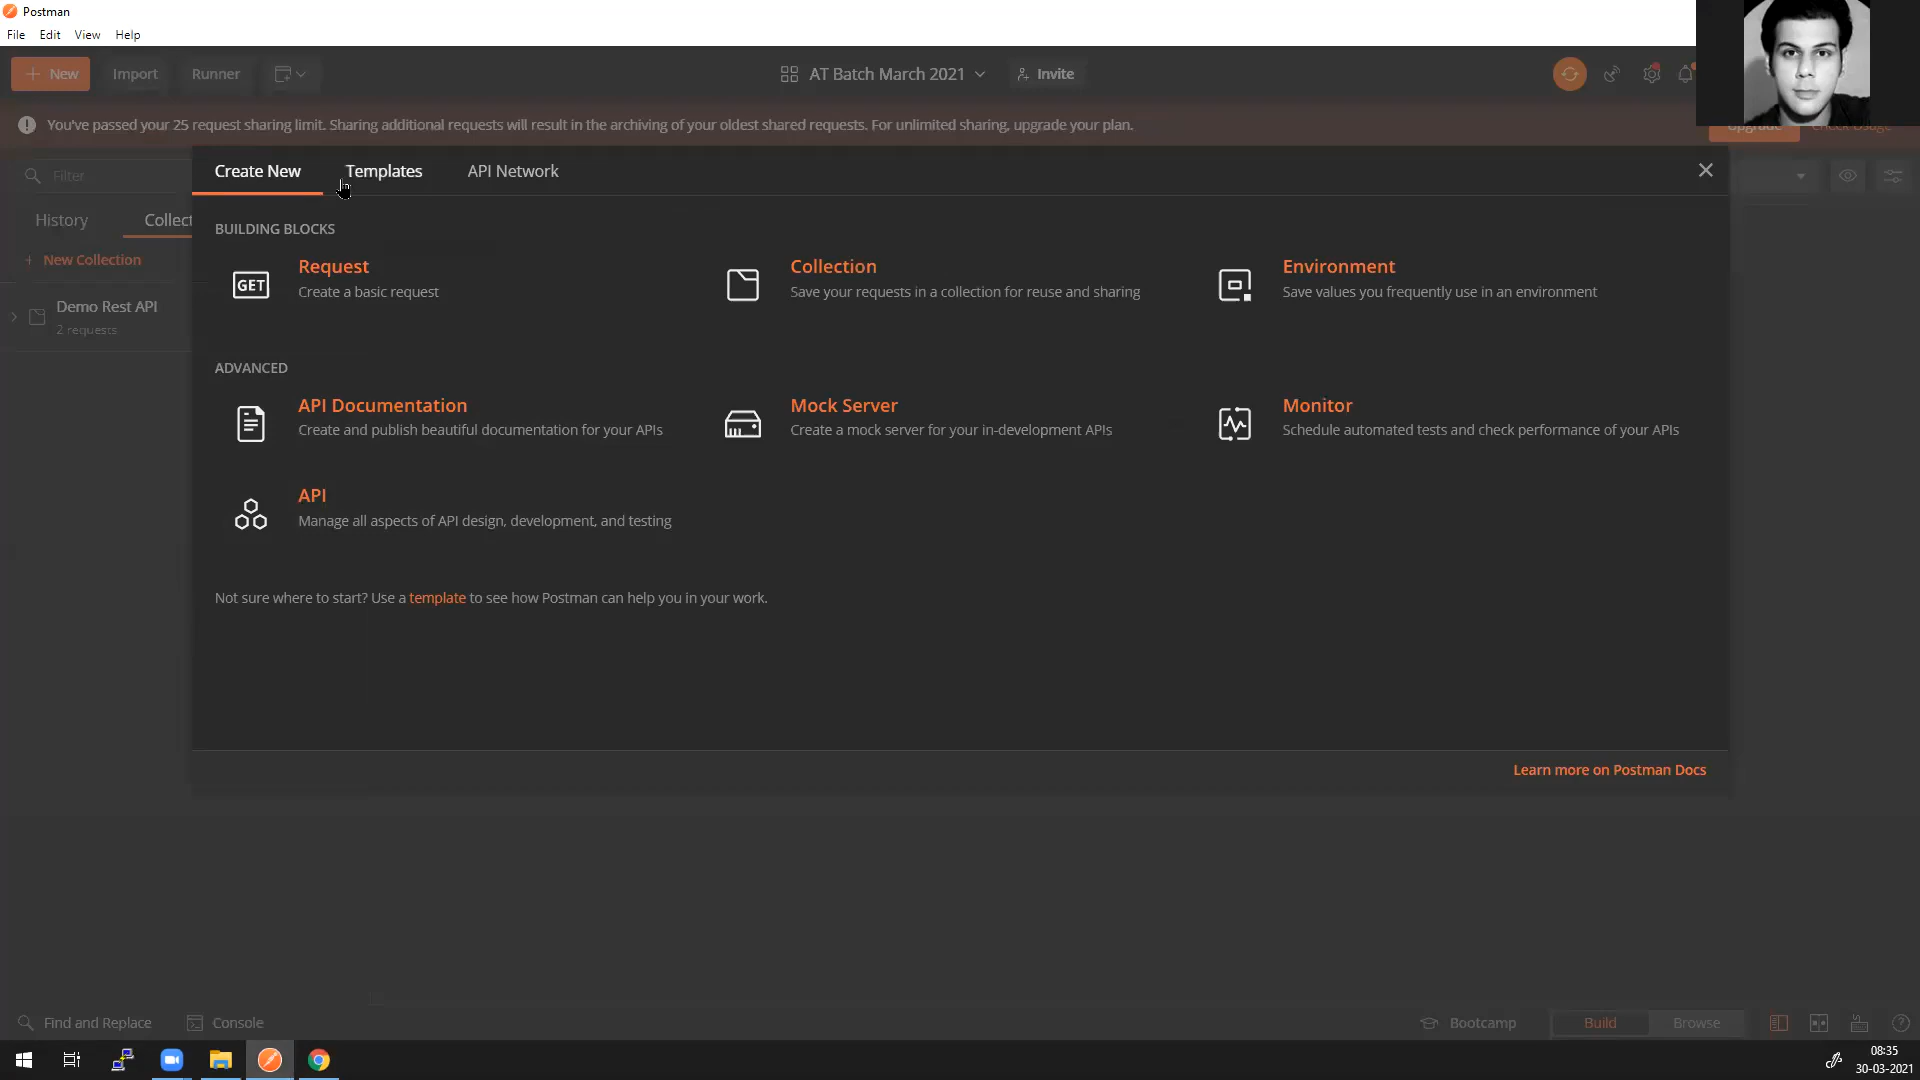 Postman
File Edit View Help
+ New Import Runner AT Batch March 2021 Invite
You've passed your 25 request sharing limit. Sharing additional requests will result in the archiving of your oldest shared requests. For unlimited sharing, upgrade your plan.
Upgrade
Filter
Create New Templates API Network
History Collect
BUILDING BLOCKS
+ New Collection
GET
Request
Create a basic request
Collection
Save your requests in a collection for reuse and sharing
Environment
Save values you frequently use in an environment
Demo Rest API
2 requests
ADVANCED
API Documentation
Create and publish beautiful documentation for your APIs
Mock Server
Create a mock server for your in-development APIs
Monitor
Schedule automated tests and check performance of your APIs
API
Manage all aspects of API design, development, and testing
Not sure where to start? Use a template to see how Postman can help you in your work.
Learn more on Postman Docs
Find and Replace Console Bootcamp Build Browse
08:35
30-03-2021